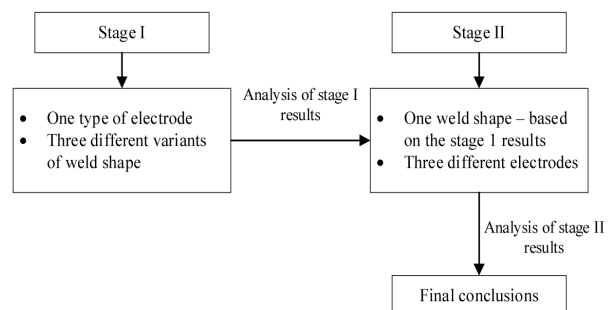 Stage I
Stage II
• One type of electrode
• Three different variants
of weld shape
Analysis of stage I
results
• One weld shape – based
on the stage 1 results
• Three different electrodes
Analysis of stage II
results
Final conclusions